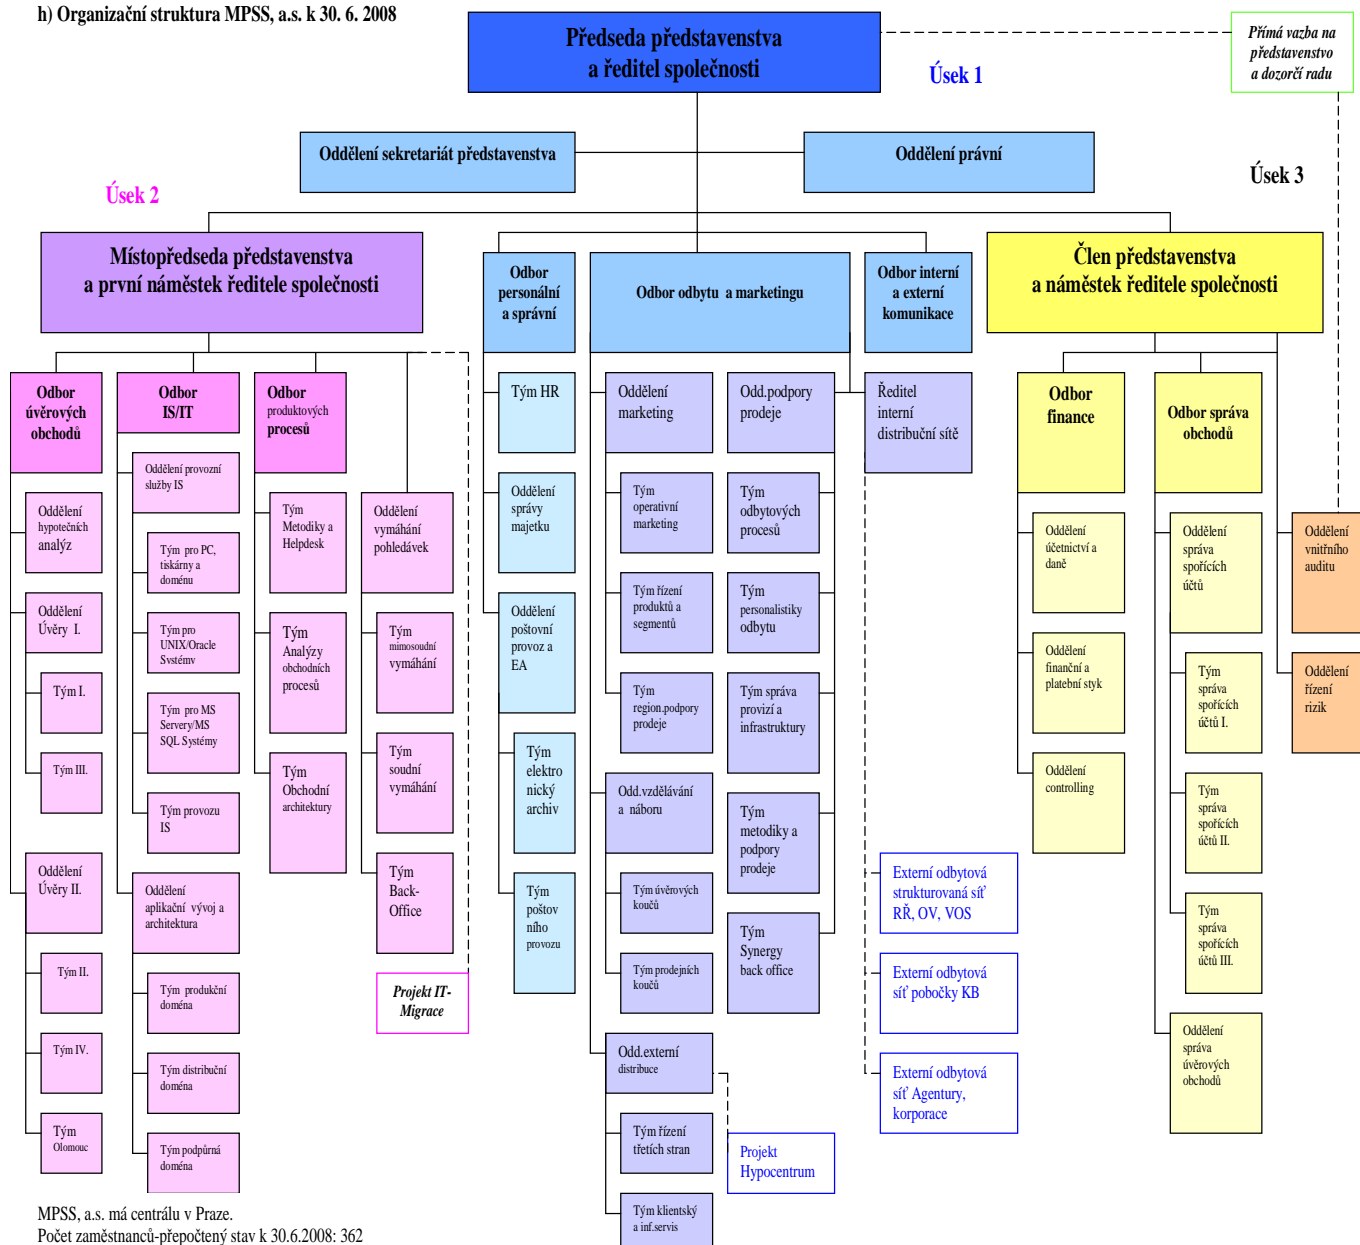 h) Organizační struktura MPSS, a.s. k 30. 6. 2008
Předseda představenstva
a ředitel společnosti
Úsek 1
Přímá vazba na
představenstvo
a dozorčí radu
Oddělení sekretariát představenstva
Oddělení právní
Úsek 2
Úsek 3
Místopředseda představenstva
a první náměstek ředitele společnosti
Odbor
personální
a správní
Odbor odbytu a marketingu
Odbor interní
a externí
komunikace
Člen představenstva
a náměstek ředitele společnosti
Odbor
úvěrových
obchodů
Oddělení
hypotečních
analýz
Oddělení
Úvěry I.
Tým I.
Tým III.
Oddělení
Úvěry II.
Tým II.
Tým IV.
Tým
Olomouc
Odbor
IS/IT
Oddělení provozní
služby IS
Tým pro PC,
tiskárny a
doménu
Tým pro
UNIX/Oracle
Systémy
Tým pro MS
Servery/MS
SQL Systémy
Tým provozu
IS
Oddělení
aplikační vývoj a
architektura
Tým produkční
doména
Tým distribuční
doména
Tým podpůrná
doména
Odbor
produktových
procesů
Tým
Metodiky a
Helpdesk
Tým
Analýzy
obchodních
procesů
Tým
Obchodní
architektury
Oddělení
vymáhání
pohledávek
Tým
mimosoudní
vymáhání
Tým
soudní
vymáhání
Tým
Back-
Office
Projekt IT-
Migrace
Tým HR
Oddělení
správy
majetku
Oddělení
poštovní
provoz a
EA
Tým
elektro
nický
archiv
Tým
poštov
ního
provozu
Oddělení
marketing
Tým
operativní
marketing
Tým řízení
produktů a
segmentů
Tým
region.podpory
prodeje
Odd.vzdělávání
a náboru
Tým úvěrových
koučů
Tým prodejních
koučů
Odd.externí
distribuce
Tým řízení
třetích stran
Tým klientský
a inf.servis
Odd.podpory
prodeje
Tým
odbytových
procesů
Tým
personalistiky
odbytu
Tým správa
provizí a
infrastruktury
Tým
metodiky a
podpory
prodeje
Tým
Synergy
back office
Projekt
Hypocentrum
Ředitel
interní
distribuční sítě
Externí odbytová
strukturovaná síť
RŘ, OV, VOS
Externí odbytová
síť pobočky KB
Externí odbytová
síť Agentury,
korporace
Odbor
finance
Oddělení
účetnictví a
daně
Oddělení
finanční a
platební styk
Oddělení
controlling
Odbor správa
obchodů
Oddělení
správa
spořících
účtů
Tým
správa
spořících
účtů I.
Tým
správa
spořících
účtů II.
Tým
správa
spořících
účtů III.
Oddělení
správa
úvěrových
obchodů
Oddělení
vnitřního
auditu
Oddělení
řízení
rizik
MPSS, a.s. má centrálu v Praze.
Počet zaměstnanců-přepočtený stav k 30.6.2008: 362